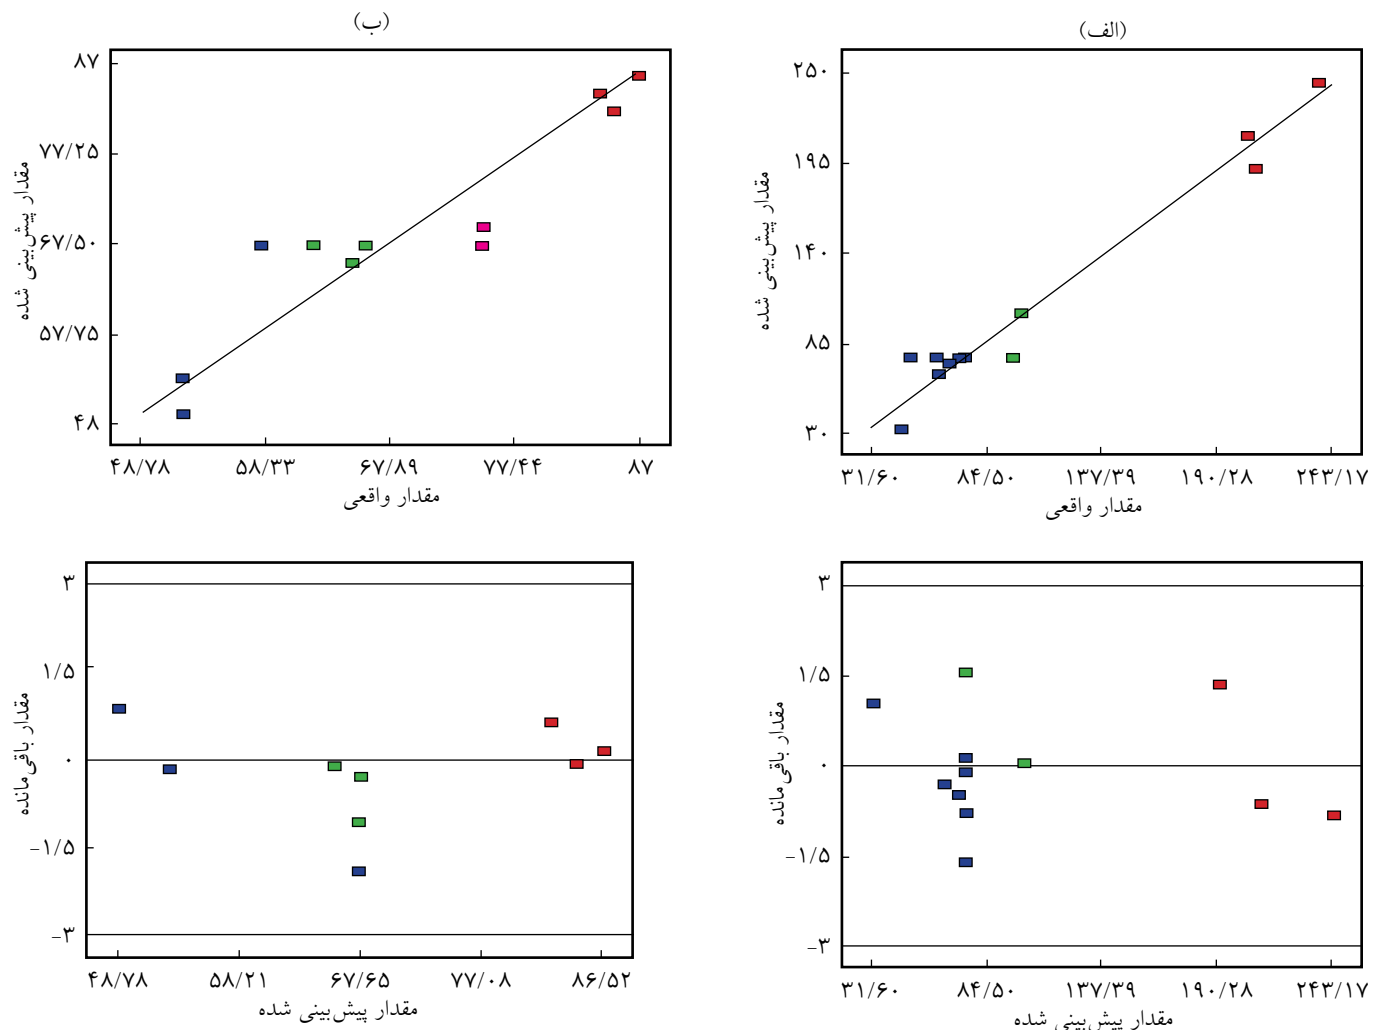 (الف)
۲۵۰
۱۹۵
۱۴۰
۸۵
۳۰
مقدار پیش‌بینی شده
۳۱/۶۰ ۸۴/۵۰ ۱۳۷/۳۹ ۱۹۰/۲۸ ۲۴۳/۱۷
مقدار واقعی
(ب)
۸۷
۷۷/۲۵
۶۷/۵۰
۵۷/۷۵
۴۸
مقدار پیش‌بینی شده
۴۸/۷۸ ۵۸/۳۳ ۶۷/۸۹ ۷۷/۴۴ ۸۷
مقدار واقعی
۳
۱/۵
۰
-۱/۵
-۳
مقدار باقی‌مانده
۳۱/۶۰ ۸۴/۵۰ ۱۳۷/۳۹ ۱۹۰/۲۸ ۲۴۳/۱۷
مقدار پیش‌بینی شده
۳
۱/۵
۰
-۱/۵
-۳
مقدار باقی‌مانده
۴۸/۷۸ ۵۸/۲۱ ۶۷/۶۵ ۷۷/۰۸ ۸۶/۵۲
مقدار پیش‌بینی شده